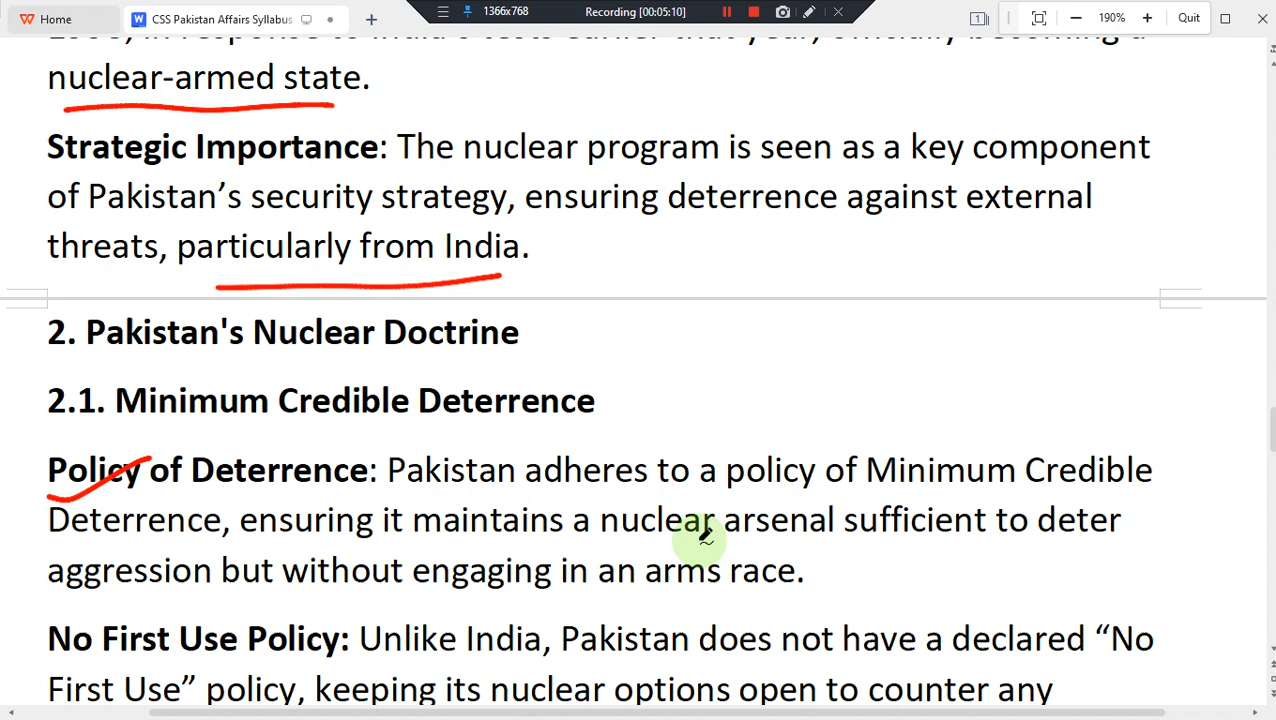 Home
W CSS Pakistan Affairs Syllabus
1366x768
Recording [00:05:10]
1
190%
Quit
nuclear-armed state.
Strategic Importance: The nuclear program is seen as a key component
of Pakistan’s security strategy, ensuring deterrence against external
threats, particularly from India.
2. Pakistan's Nuclear Doctrine
2.1. Minimum Credible Deterrence
Policy of Deterrence: Pakistan adheres to a policy of Minimum Credible
Deterrence, ensuring it maintains a nuclear arsenal sufficient to deter
aggression but without engaging in an arms race.
No First Use Policy: Unlike India, Pakistan does not have a declared “No
First Use” policy, keeping its nuclear options open to counter any